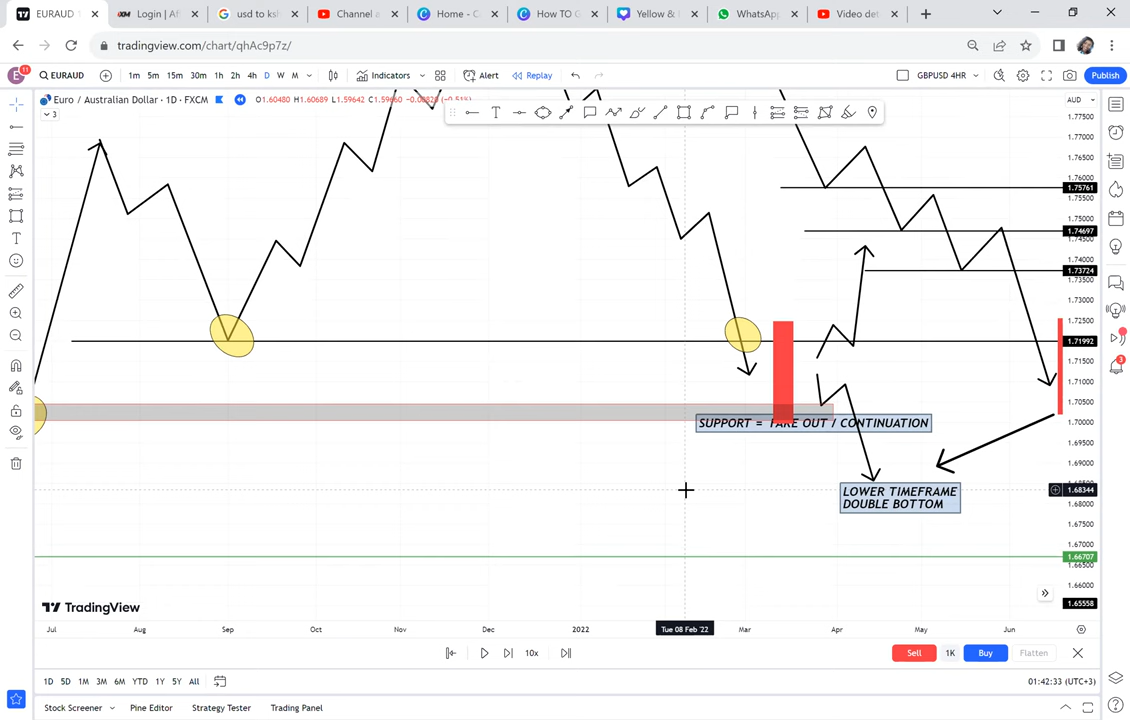 EURAUD 1
Login | Af
usd to ksh
Channel a
Home - C
How TO G
Yellow &
WhatsApp
Video det
tradingview.com/chart/qhAc9p7z/
E
11
EURAUD
1m 5m 15m 30m 1h 2h 4h D W M
Indicators
Alert
Replay
GBPUSD 4HR
Publish
Euro / Australian Dollar · 1D · FXCM
O1.60480 H1.60689 L1.59642 C1.59660 −0.00820 (−0.51%)
3
AUD
1.77500
1.77000
1.76500
1.76000
1.75761
1.75000
1.74697
1.74500
1.74000
1.73724
1.73500
1.73000
1.72500
1.71992
1.71500
1.71000
1.70500
1.70000
1.69500
1.69000
1.68344
1.68000
1.67500
1.67000
1.66707
1.66500
1.66000
1.65558
SUPPORT = FAKE OUT / CONTINUATION
LOWER TIMEFRAME
DOUBLE BOTTOM
3
TradingView
Jul Aug Sep Oct Nov Dec 2022 Tue 08 Feb '22 Mar Apr May Jun
10x
Sell 1K Buy Flatten
1D 5D 1M 3M 6M YTD 1Y 5Y All
01:42:33 (UTC+3)
Stock Screener Pine Editor Strategy Tester Trading Panel